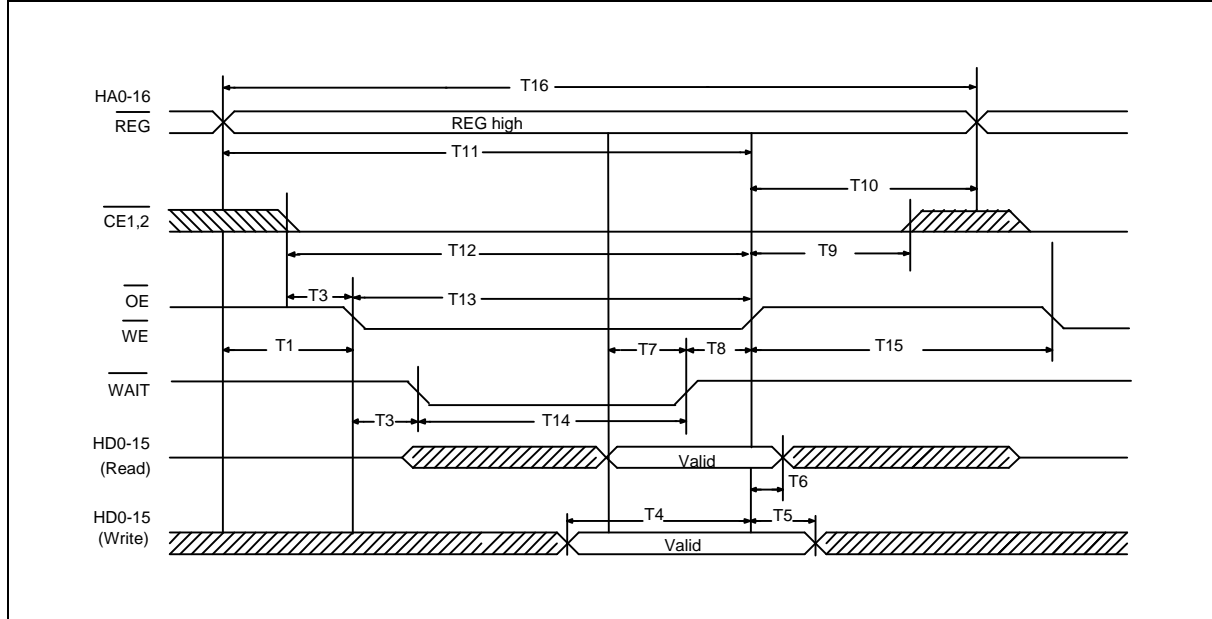 T16
HA0-16
REG
REG high
T11
T10
CE1,2
T12
T9
OE
T3
T13
WE
T1
T7
T8
T15
WAIT
T3
T14
HD0-15
(Read)
Valid
T6
HD0-15
(Write)
T4
T5
Valid